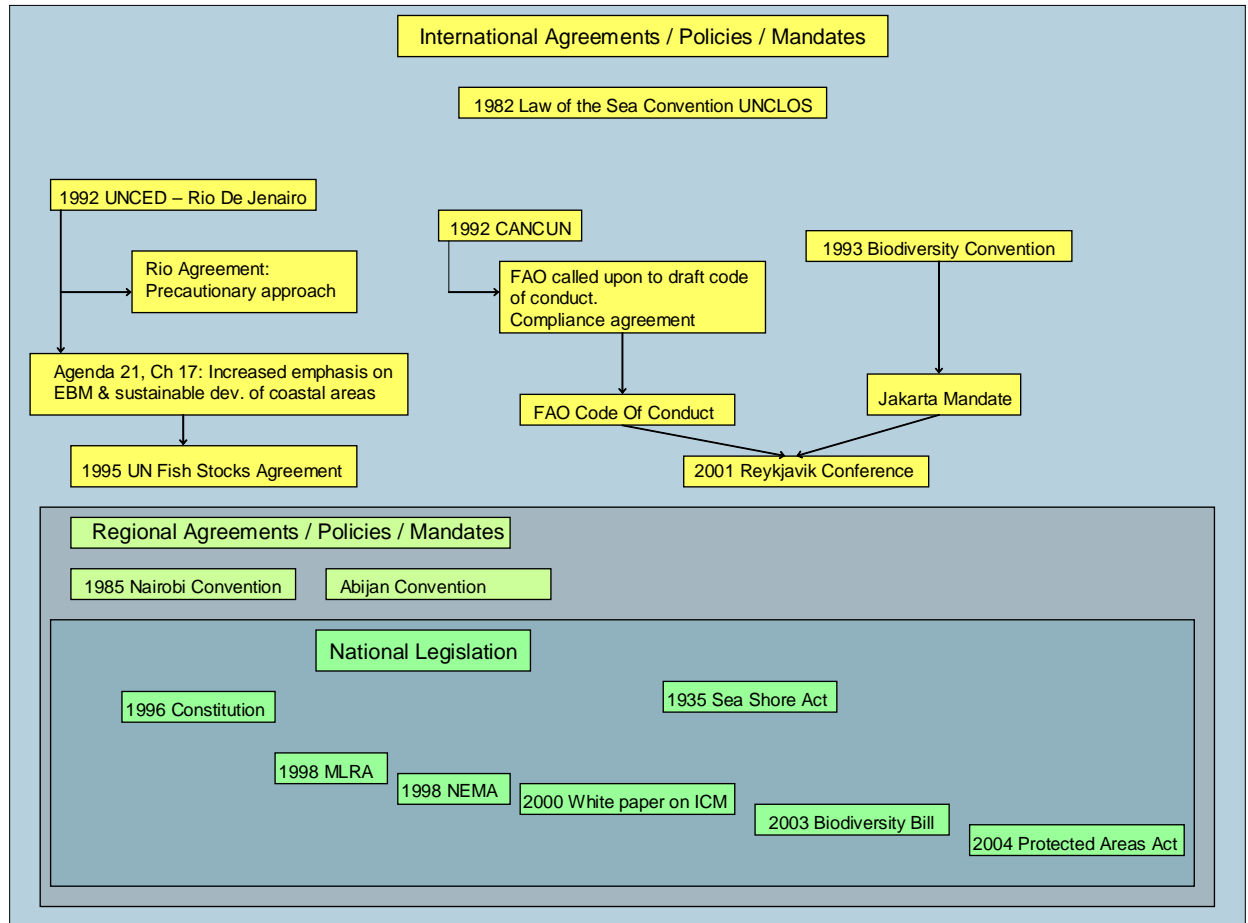 International Agreements / Policies / Mandates
1982 Law of the Sea Convention UNCLOS
1992 UNCED – Rio De Jenairo
Rio Agreement:
Precautionary approach
Agenda 21, Ch 17: Increased emphasis on
EBM & sustainable dev. of coastal areas
1995 UN Fish Stocks Agreement
1992 CANCUN
FAO called upon to draft code
of conduct.
Compliance agreement
FAO Code Of Conduct
1993 Biodiversity Convention
Jakarta Mandate
2001 Reykjavik Conference
Regional Agreements / Policies / Mandates
1985 Nairobi Convention
Abijan Convention
National Legislation
1996 Constitution
1935 Sea Shore Act
1998 MLRA
1998 NEMA
2000 White paper on ICM
2003 Biodiversity Bill
2004 Protected Areas Act